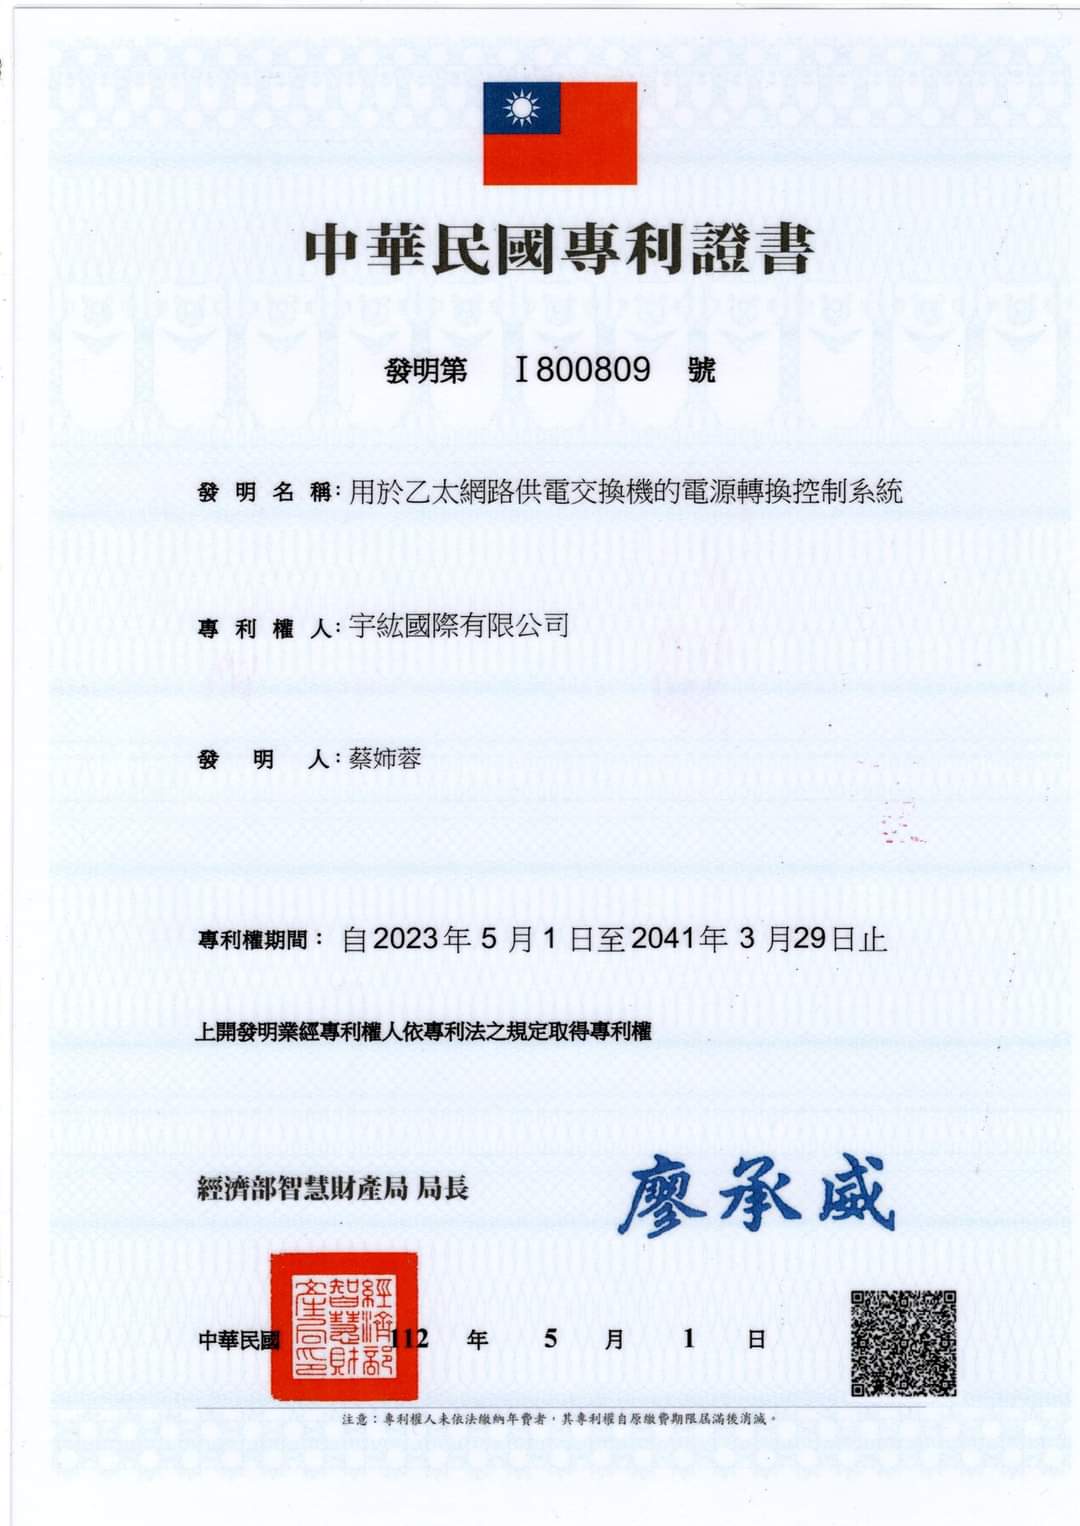 中華民國專利證書
發明第 I800809 號
發明名稱:用於乙太網路供電交換機的電源轉換控制系統
專利權人:宇紘國際有限公司
發明人:蔡姉蓉
專利權期間:自2023年5月1日至2041年3月29日止
上開發明業經專利權人依專利法之規定取得專利權
經濟部智慧財產局 局長 廖承威
經濟部智慧財產局印
中華民國 112 年 5 月 1 日
注意:專利權人未依法繳納年費者,其專利權自原繳費期限屆滿後消滅。